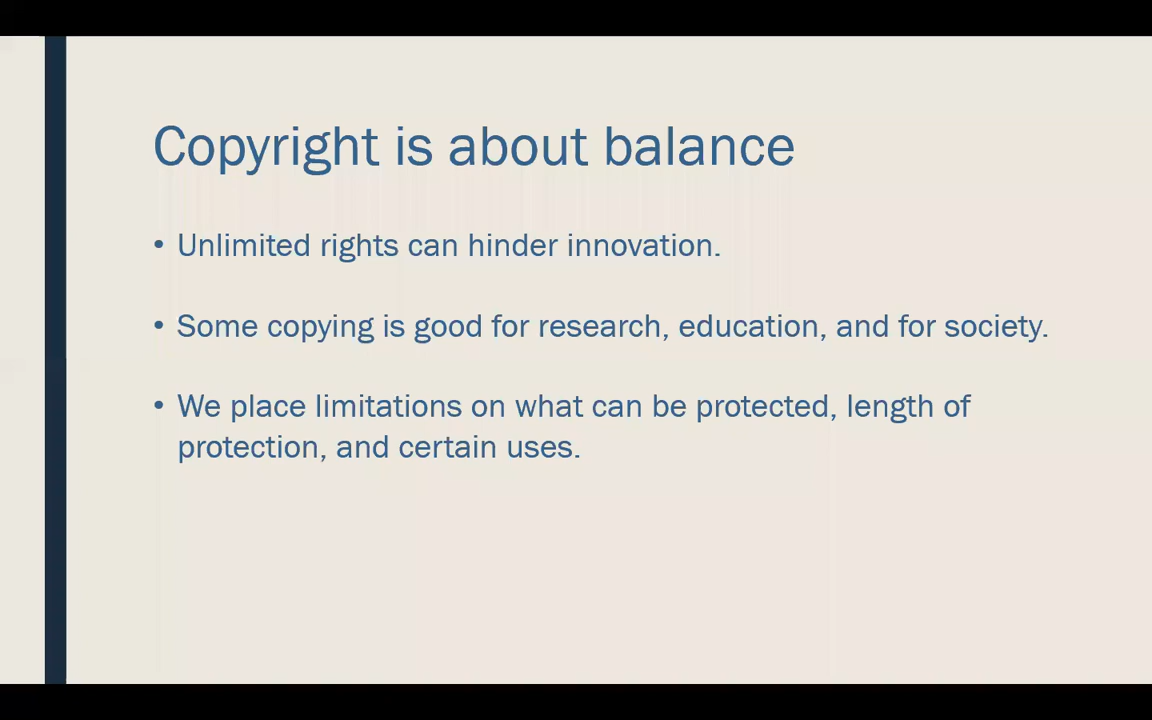 Copyright is about balance
• Unlimited rights can hinder innovation.
• Some copying is good for research, education, and for society.
• We place limitations on what can be protected, length of
protection, and certain uses.